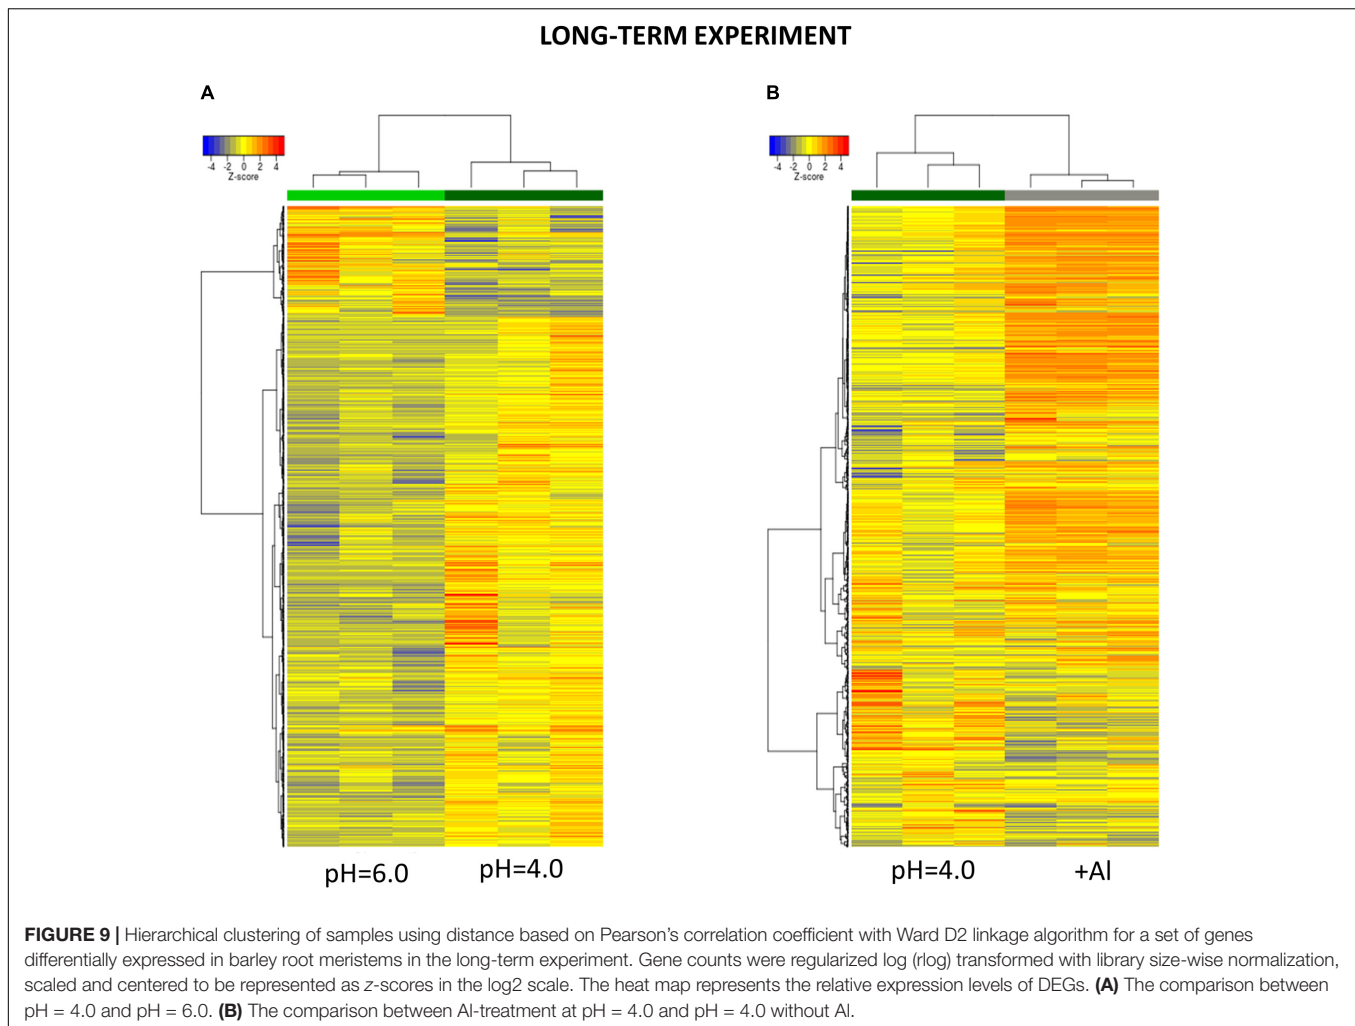 LONG-TERM EXPERIMENT
A
-4 -2 0 2 4
Z-score
pH=6.0 pH=4.0
B
-4 -2 0 2 4
Z-score
pH=4.0 +Al
FIGURE 9 | Hierarchical clustering of samples using distance based on Pearson's correlation coefficient with Ward D2 linkage algorithm for a set of genes
differentially expressed in barley root meristems in the long-term experiment. Gene counts were regularized log (rlog) transformed with library size-wise normalization,
scaled and centered to be represented as z-scores in the log2 scale. The heat map represents the relative expression levels of DEGs. (A) The comparison between
pH = 4.0 and pH = 6.0. (B) The comparison between Al-treatment at pH = 4.0 and pH = 4.0 without Al.